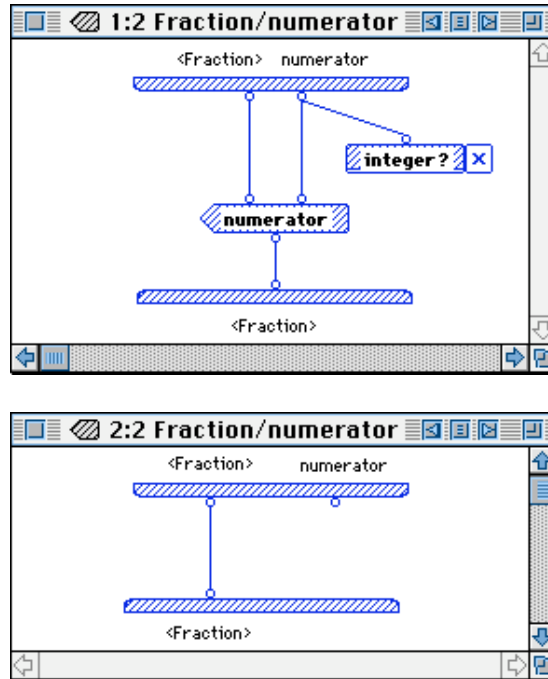 1:2 Fraction/numerator
<Fraction> numerator
integer?
numerator
<Fraction>
2:2 Fraction/numerator
<Fraction> numerator
<Fraction>